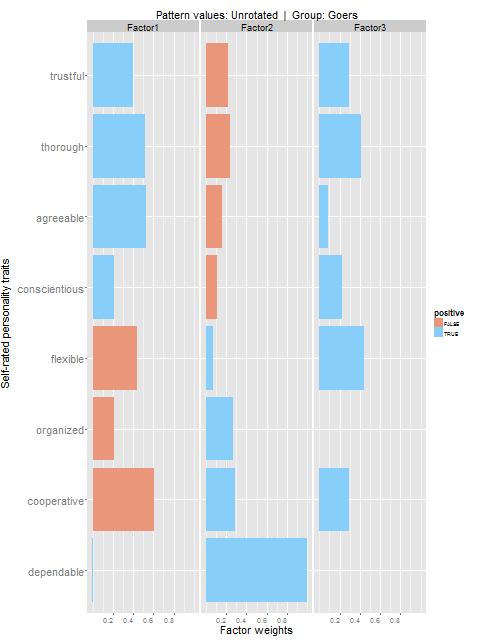 Pattern values: Unrotated | Group: Goers
Factor1 Factor2 Factor3
trustful
thorough
agreeable
conscientious
flexible
organized
cooperative
dependable
Self-rated personality traits
positive
FALSE
TRUE
0.2 0.4 0.6 0.8 0.2 0.4 0.6 0.8 0.2 0.4 0.6 0.8
Factor weights